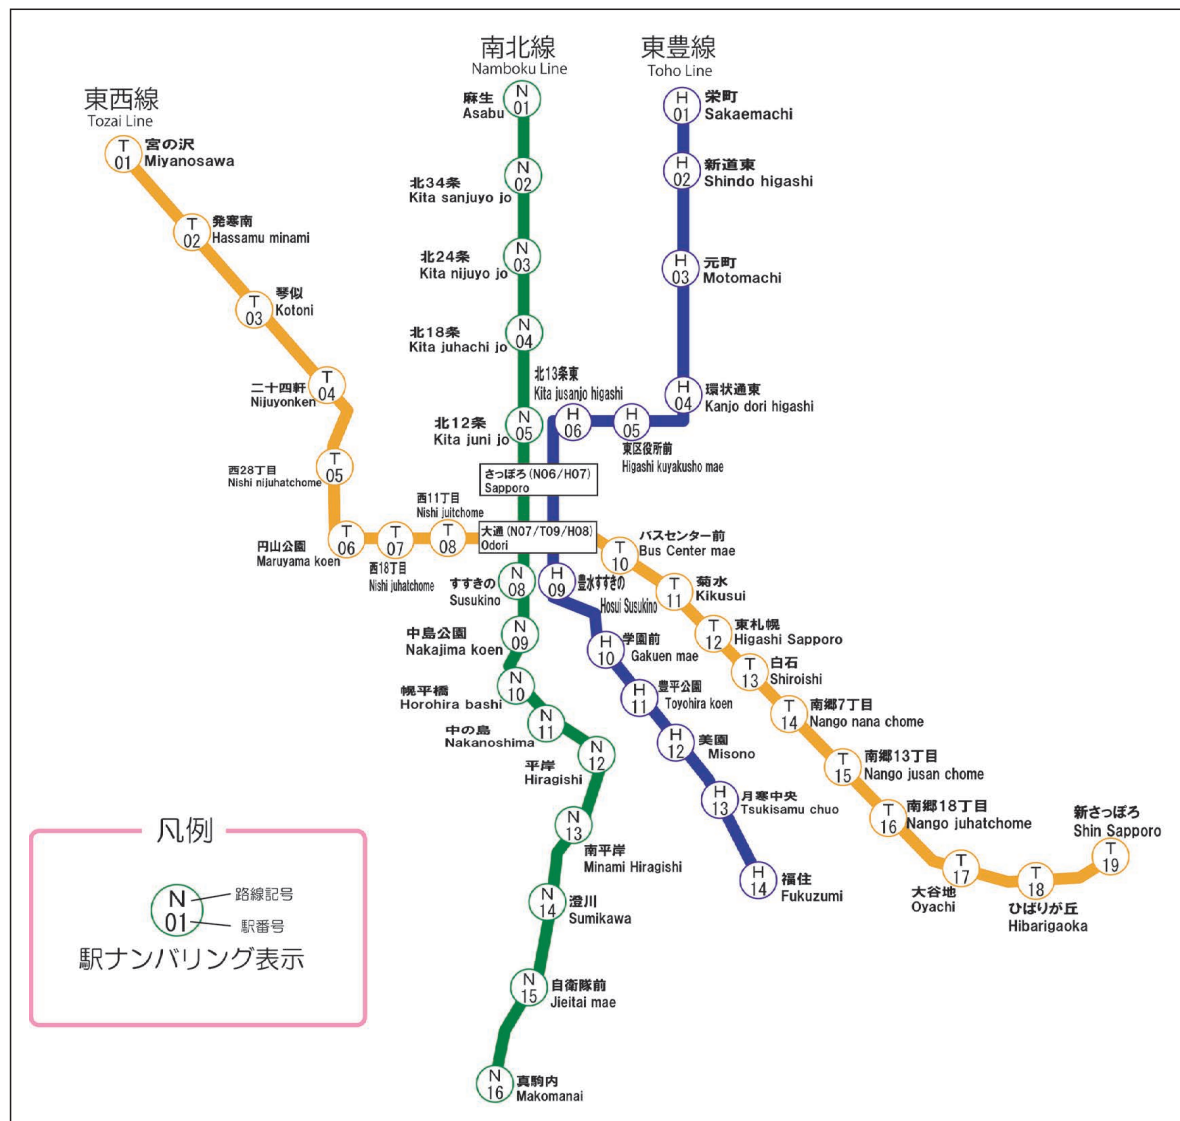 南北線
Namboku Line
東豊線
Toho Line
東西線
Tozai Line
T
01
宮の沢
Miyanosawa
T
02
発寒南
Hassamu minami
T
03
琴似
Kotoni
T
04
二十四軒
Nijuyonken
T
05
西28丁目
Nishi nijuhatchome
T
06
円山公園
Maruyama koen
T
07
西18丁目
Nishi juhatchome
T
08
西11丁目
Nishi juitchome
N
01
麻生
Asabu
N
02
北34条
Kita sanjuyo jo
N
03
北24条
Kita nijuyo jo
N
04
北18条
Kita juhachi jo
N
05
北12条
Kita juni jo
さっぽろ(N06/H07)
Sapporo
大通(N07/T09/H08)
Odori
N
08
すすきの
Susukino
N
09
中島公園
Nakajima koen
N
10
幌平橋
Horohira bashi
N
11
中の島
Nakanoshima
N
12
平岸
Hiragishi
N
13
南平岸
Minami Hiragishi
N
14
澄川
Sumikawa
N
15
自衛隊前
Jieitai mae
N
16
真駒内
Makomanai
H
01
栄町
Sakaemachi
H
02
新道東
Shindo higashi
H
03
元町
Motomachi
H
04
環状通東
Kanjo dori higashi
H
05
東区役所前
Higashi kuyakusho mae
H
06
北13条東
Kita jusanjo higashi
H
09
豊水すすきの
Hosui Susukino
H
10
学園前
Gakuen mae
H
11
豊平公園
Toyohira koen
H
12
美園
Misono
H
13
月寒中央
Tsukisamu chuo
H
14
福住
Fukuzumi
T
10
バスセンター前
Bus Center mae
T
11
菊水
Kikusui
T
12
東札幌
Higashi Sapporo
T
13
白石
Shiroishi
T
14
南郷7丁目
Nango nana chome
T
15
南郷13丁目
Nango jusan chome
T
16
南郷18丁目
Nango juhatchome
T
17
大谷地
Oyachi
T
18
ひばりが丘
Hibarigaoka
T
19
新さっぽろ
Shin Sapporo
凡例
N
01
路線記号
駅番号
駅ナンバリング表示